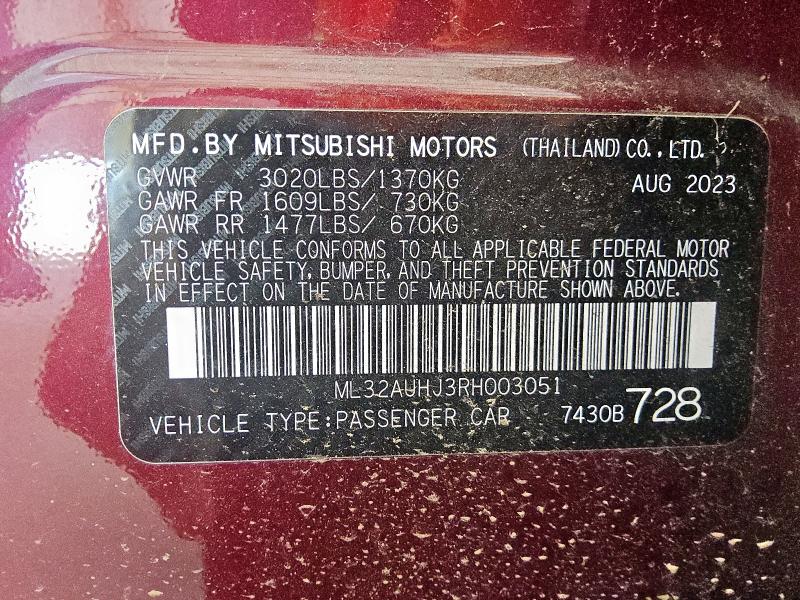 MFD.BY MITSUBISHI MOTORS (THAILAND) CO., LTD.
GVWR 3020LBS/1370KG AUG 2023
GAWR FR 1609LBS/ 730KG
GAWR RR 1477LBS/ 670KG
THIS VEHICLE CONFORMS TO ALL APPLICABLE FEDERAL MOTOR
VEHICLE SAFETY, BUMPER, AND THEFT PREVENTION STANDARDS
IN EFFECT ON THE DATE OF MANUFACTURE SHOWN ABOVE.
ML32AUHJ3RH003051
VEHICLE TYPE:PASSENGER CAR 7430B 728